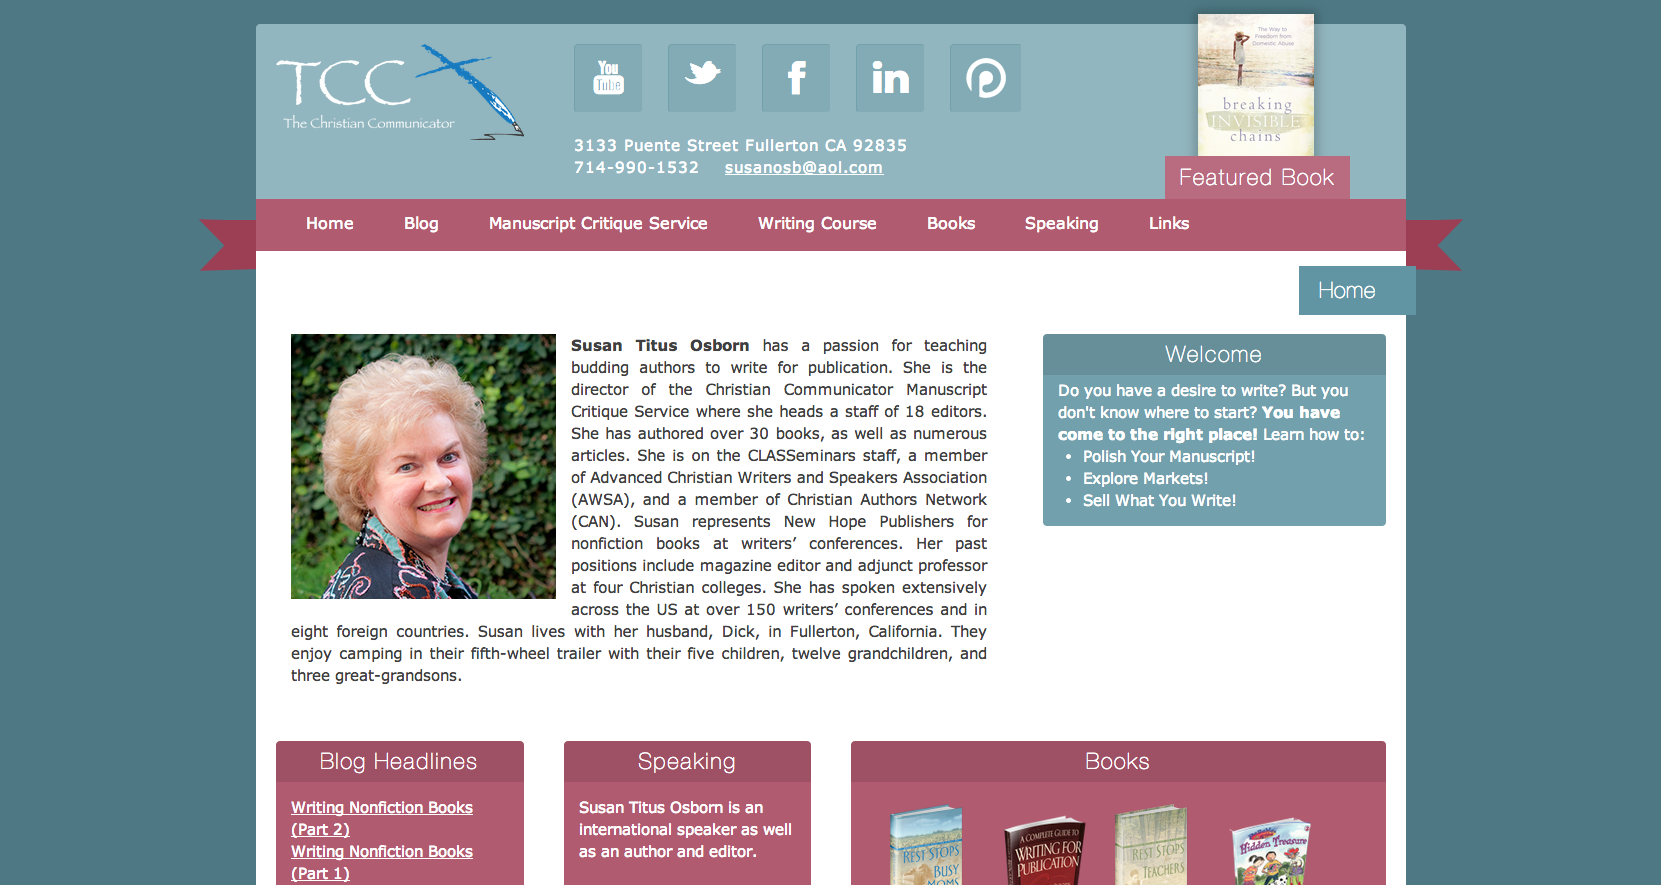 TCC
The Christian Communicator
You
Tube
f
in
3133 Puente Street Fullerton CA 92835
714-990-1532 susanosb@aol.com
The Way to
Freedom from
Domestic Abuse
breaking
INVISIBLE
chains
Featured Book
Home Blog Manuscript Critique Service Writing Course Books Speaking Links
Home
Susan Titus Osborn has a passion for teaching
budding authors to write for publication. She is the
director of the Christian Communicator Manuscript
Critique Service where she heads a staff of 18 editors.
She has authored over 30 books, as well as numerous
articles. She is on the CLASSeminars staff, a member
of Advanced Christian Writers and Speakers Association
(AWSA), and a member of Christian Authors Network
(CAN). Susan represents New Hope Publishers for
nonfiction books at writers’ conferences. Her past
positions include magazine editor and adjunct professor
at four Christian colleges. She has spoken extensively
across the US at over 150 writers’ conferences and in
eight foreign countries. Susan lives with her husband, Dick, in Fullerton, California. They
enjoy camping in their fifth-wheel trailer with their five children, twelve grandchildren, and
three great-grandsons.
Welcome
Do you have a desire to write? But you
don't know where to start? You have
come to the right place! Learn how to:
• Polish Your Manuscript!
• Explore Markets!
• Sell What You Write!
Blog Headlines
Writing Nonfiction Books
(Part 2)
Writing Nonfiction Books
(Part 1)
Speaking
Susan Titus Osborn is an
international speaker as well
as an author and editor.
Books
REST STOPS
BUSY
MOMS
A COMPLETE GUIDE TO
WRITING FOR
PUBLICATION
REST STOPS
TEACHERS
Hidden Treasure